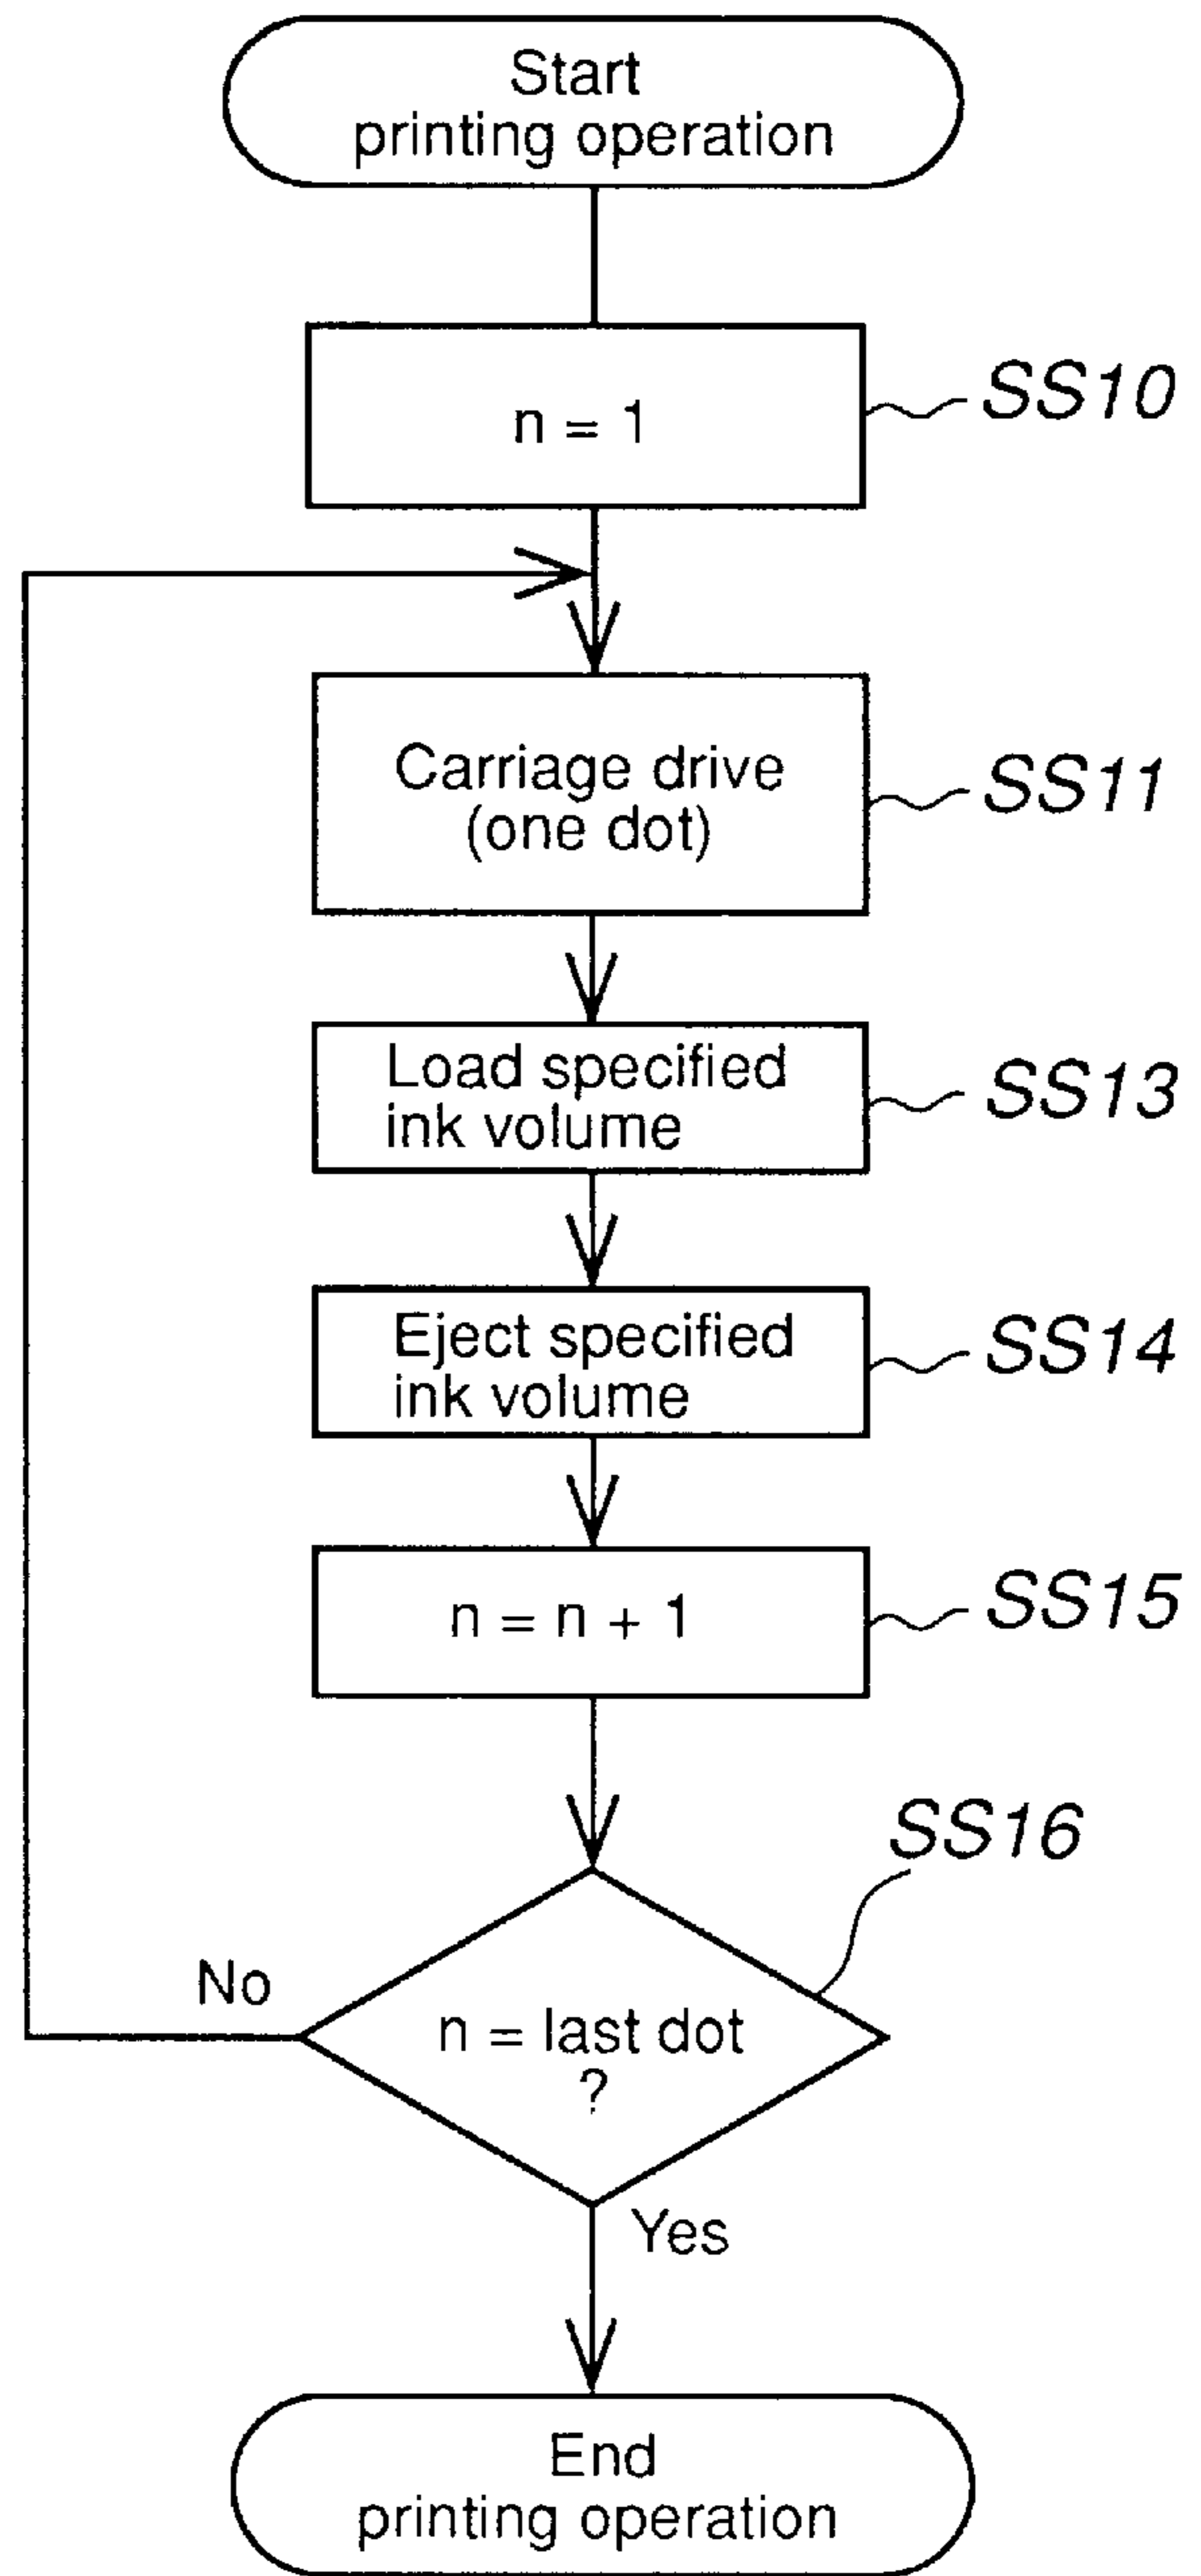 Start
printing operation
n = 1
SS10
Carriage drive
(one dot)
SS11
Load specified
ink volume
SS13
Eject specified
ink volume
SS14
n = n + 1
SS15
SS16
No
n = last dot
?
Yes
End
printing operation